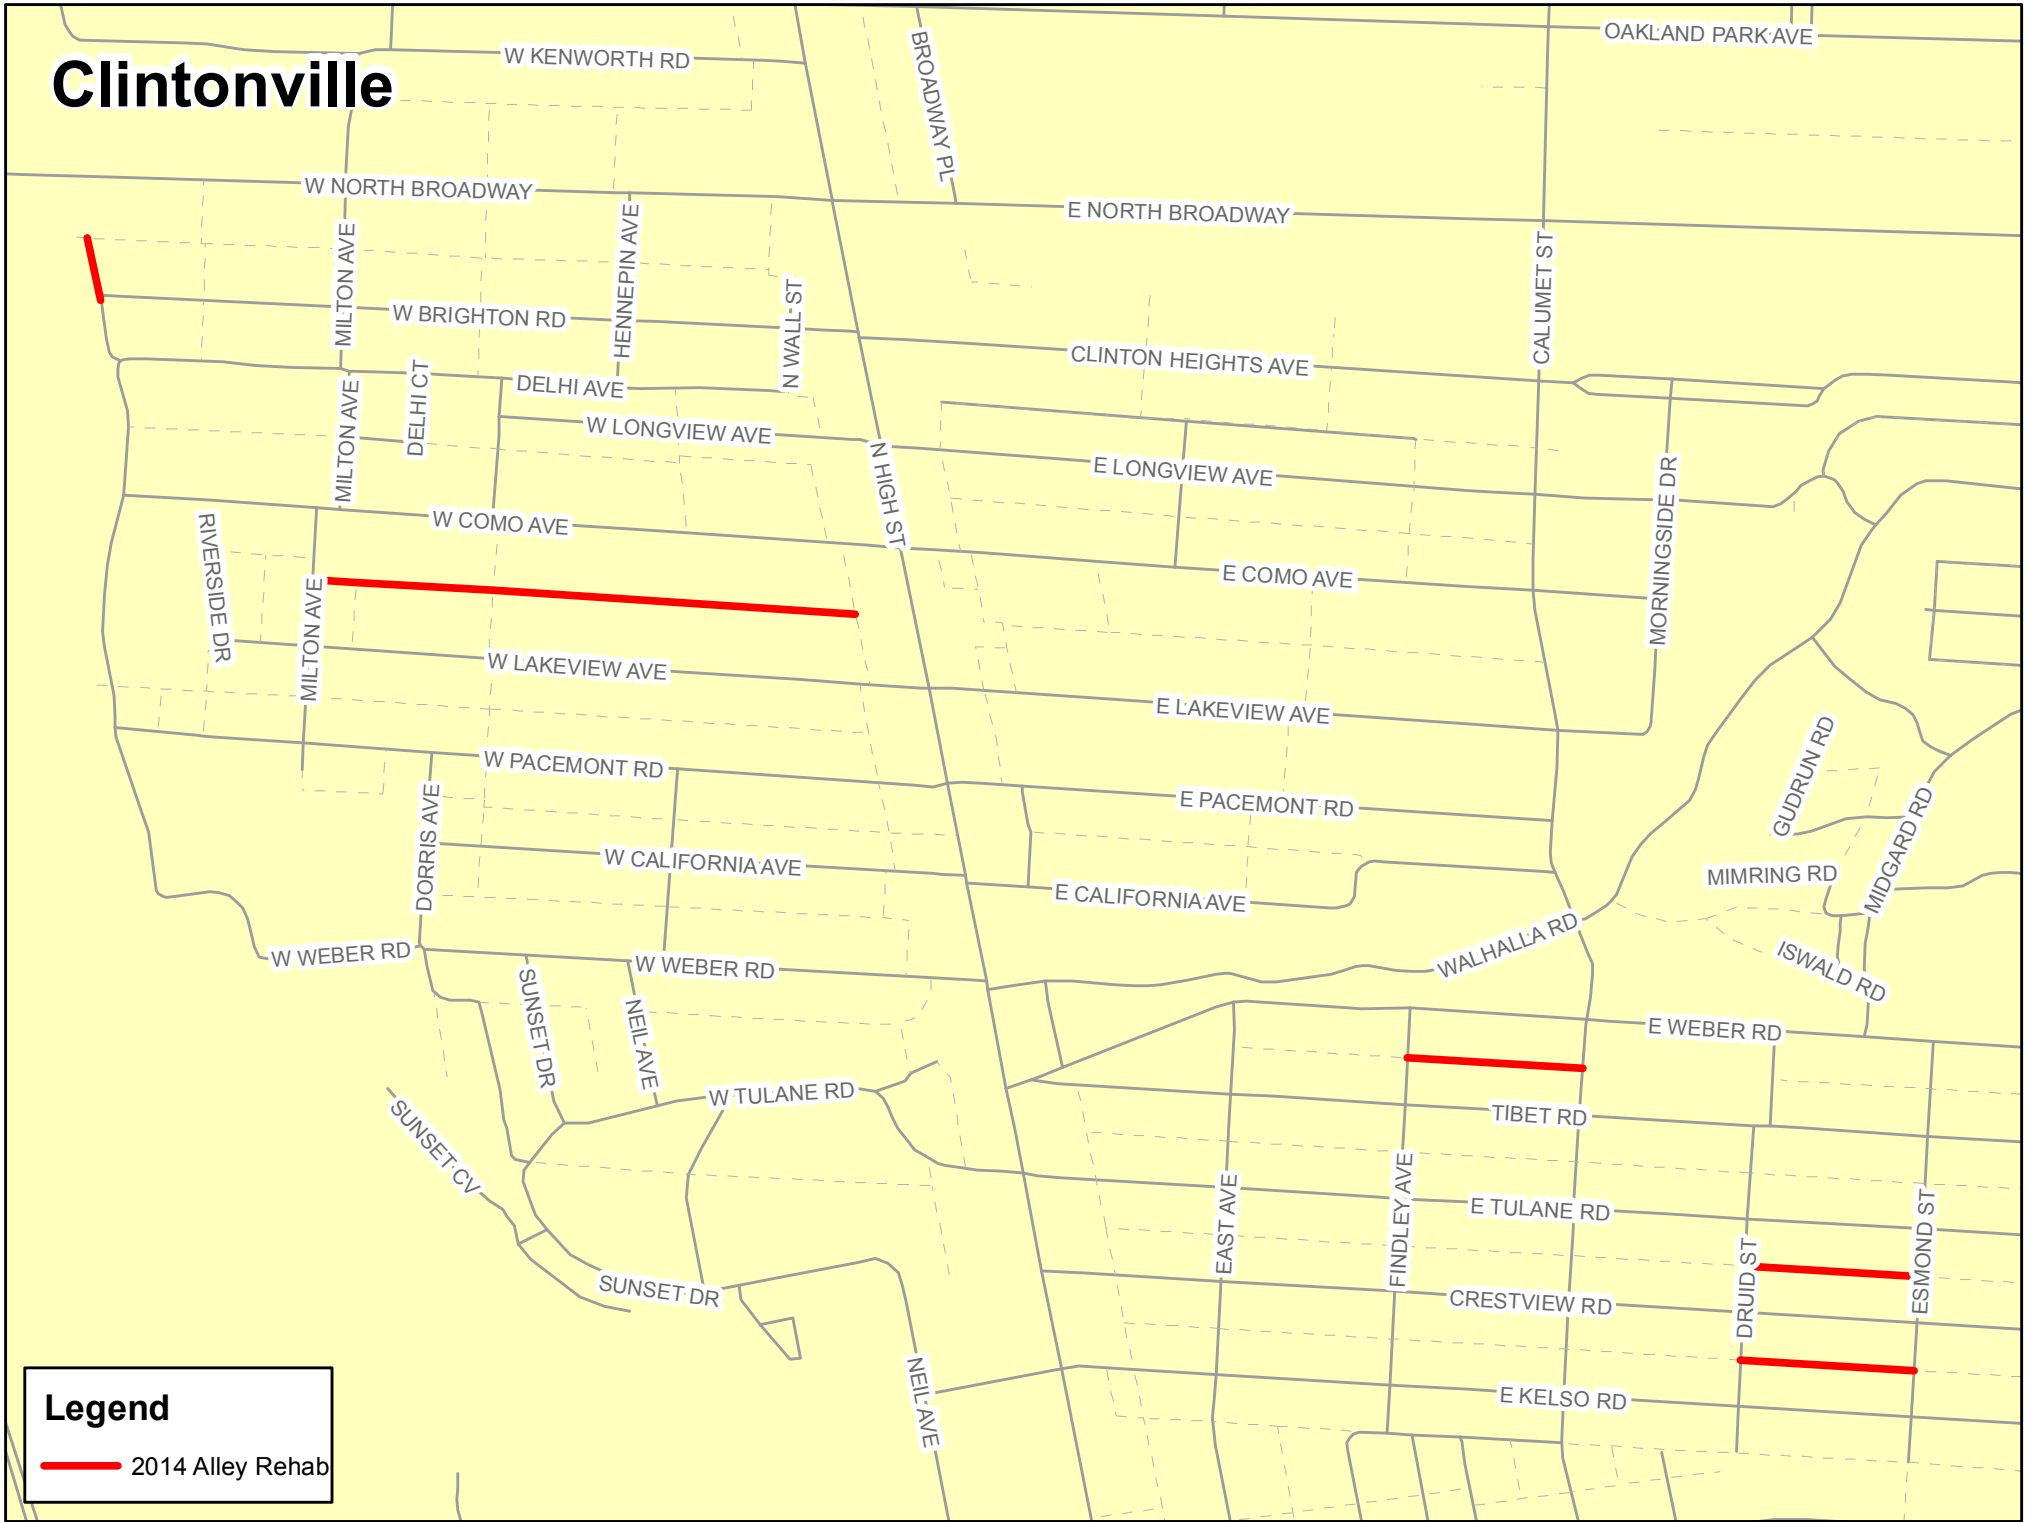 Clintonville
W KENWORTH RD
BROADWAY PL
OAKLAND PARK AVE
W NORTH BROADWAY
E NORTH BROADWAY
MILTON AVE
HENNEPIN AVE
N WALL ST
CALUMET ST
W BRIGHTON RD
CLINTON HEIGHTS AVE
DELHI CT
DELHI AVE
MILTON AVE
W LONGVIEW AVE
E LONGVIEW AVE
N HIGH ST
MORNINGSIDE DR
RIVERSIDE DR
W COMO AVE
E COMO AVE
MILTON AVE
W LAKEVIEW AVE
E LAKEVIEW AVE
GUDRUN RD
W PACEMONT RD
E PACEMONT RD
MIDGARD RD
DORRIS AVE
W CALIFORNIA AVE
E CALIFORNIA AVE
MIMRING RD
WALHALLA RD
W WEBER RD
W WEBER RD
ISWALD RD
SUNSET DR
NEIL AVE
E WEBER RD
W TULANE RD
TIBET RD
SUNSET CV
EAST AVE
FINDLEY AVE
E TULANE RD
ESMOND ST
DRUID ST
SUNSET DR
CRESTVIEW RD
NEIL AVE
E KELSO RD
Legend
2014 Alley Rehab